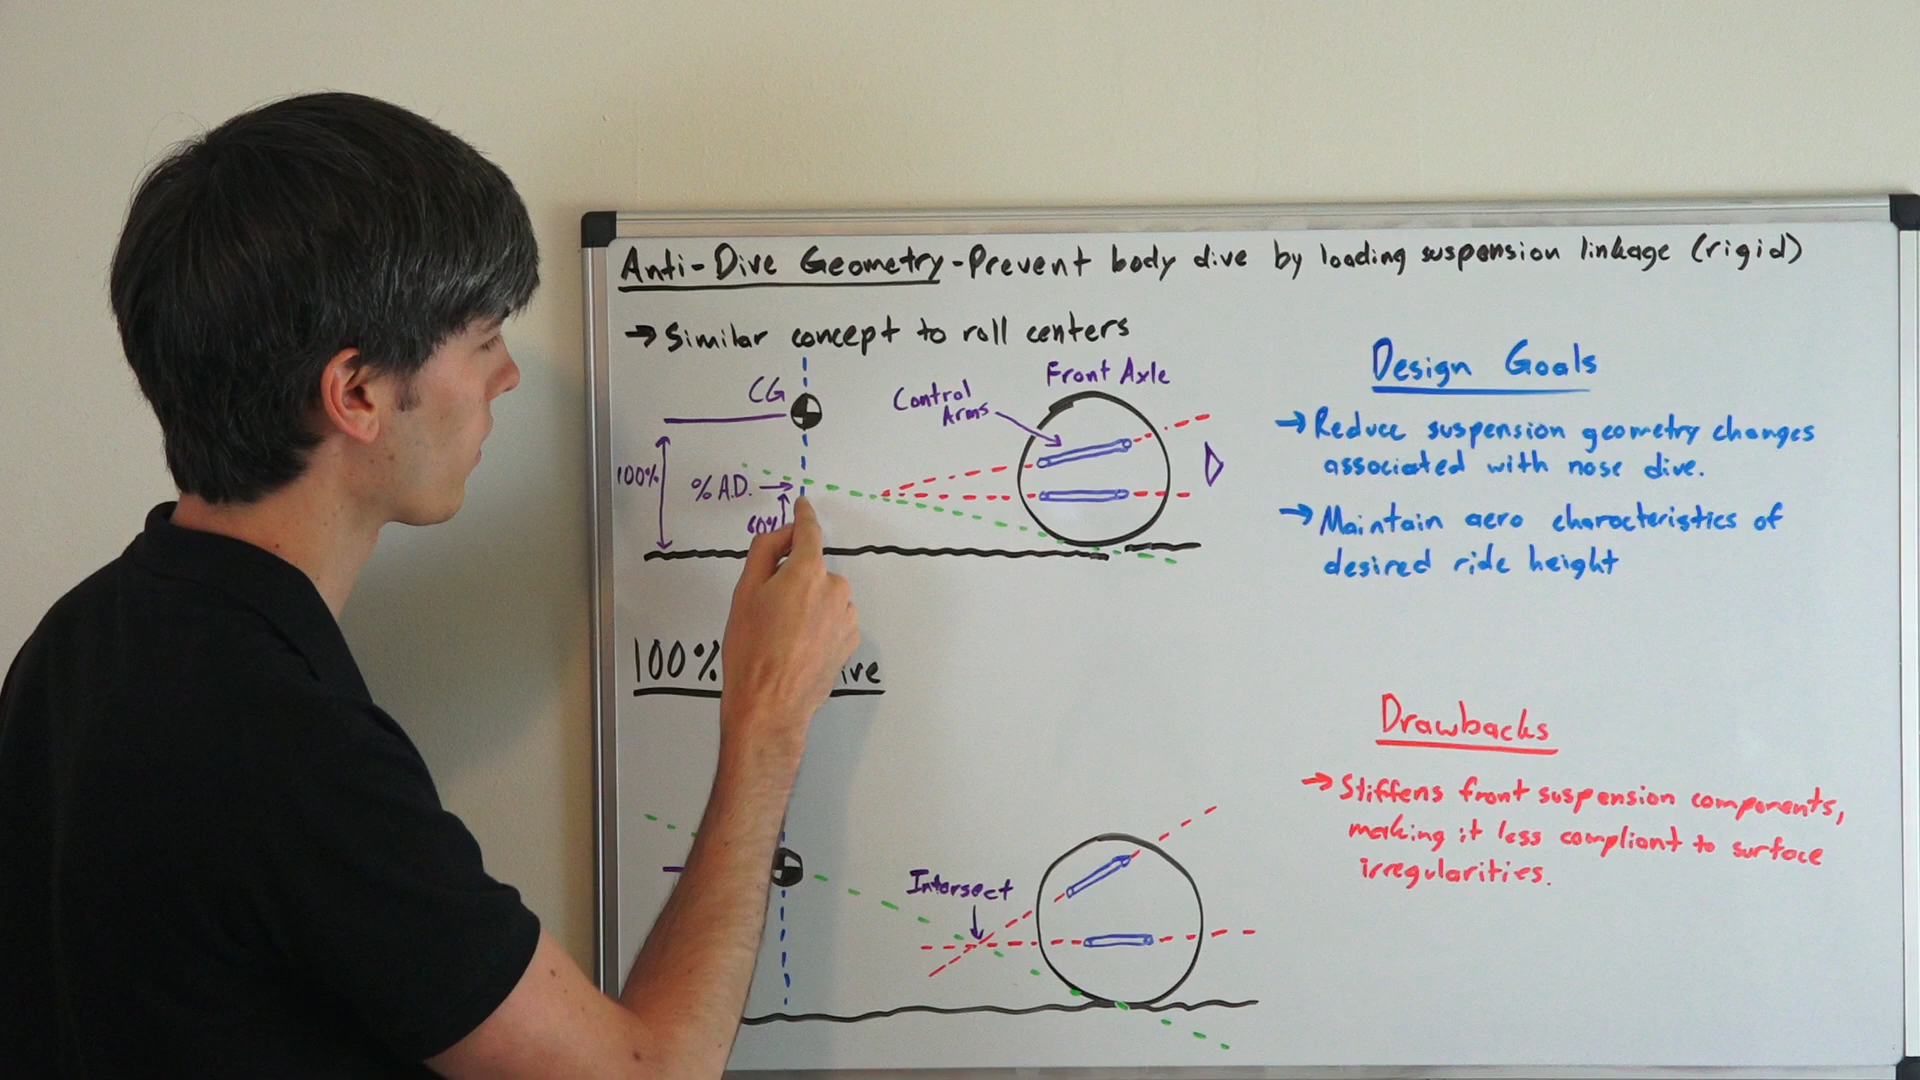 Anti-Dive Geometry - Prevent body dive by loading suspension linkage (rigid)
→ Similar concept to roll centers
CG
Control
Arms
Front Axle
100%
% A.D.
60%
100%
Intersect
Design Goals
→ Reduce suspension geometry changes
associated with nose dive.
→ Maintain aero characteristics of
desired ride height
Drawbacks
→ Stiffens front suspension components,
making it less compliant to surface
irregularities.